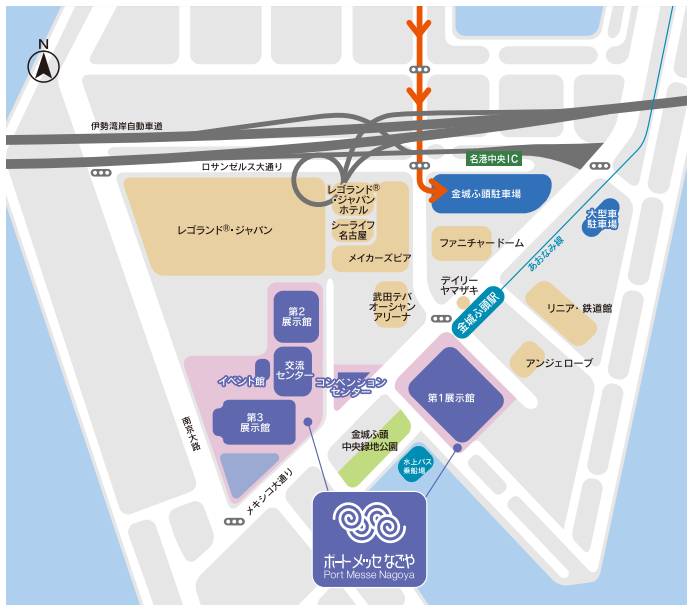 N
伊勢湾岸自動車道
ロサンゼルス大通り
名港中央IC
レゴランド®・ジャパン
レゴランド®
・ジャパン
ホテル
シーライフ
名古屋
メイカーズピア
金城ふ頭駐車場
大型車
駐車場
ファニチャードーム
あおなみ線
デイリー
ヤマザキ
武田テバ
オーシャン
アリーナ
金城ふ頭駅
リニア・鉄道館
アンジェローブ
第2
展示館
交流
センター
イベント館
コンベンション
センター
第1展示館
第3
展示館
南京大路
金城ふ頭
中央緑地公園
水上バス
乗船場
メキシコ大通り
ポートメッセなごや
Port Messe Nagoya